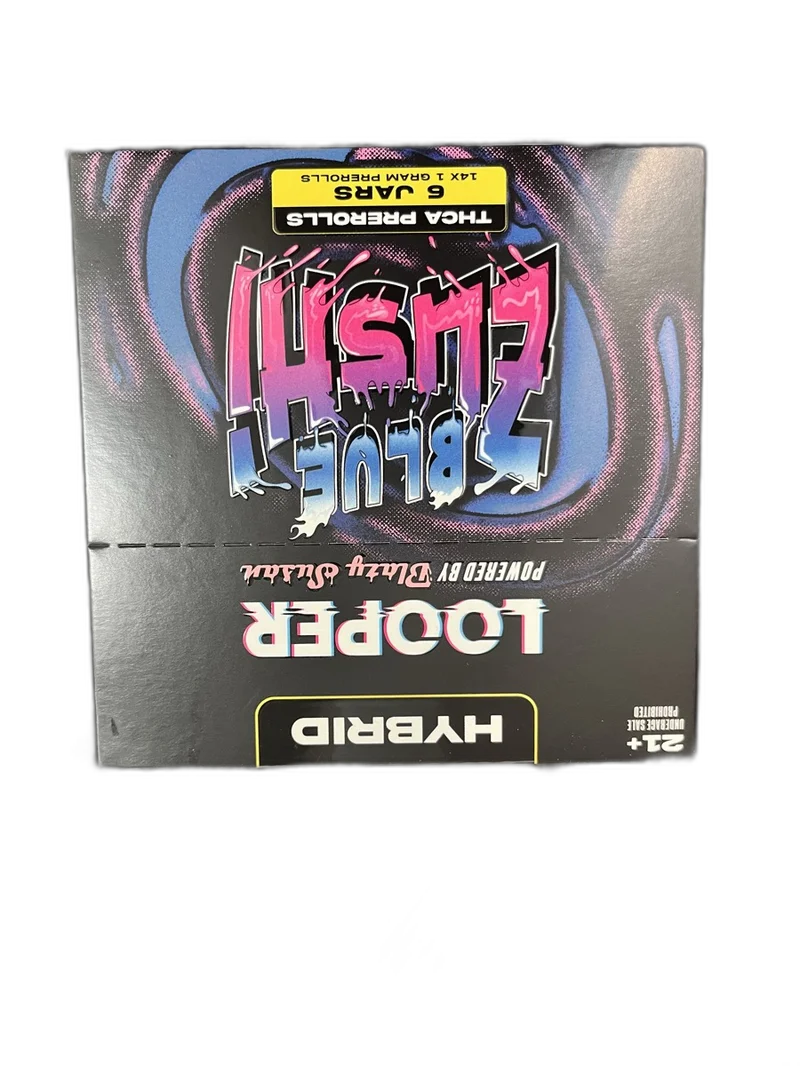 21+
UNDERAGE SALE
PROHIBITED
HYBRID
LOOPER
POWERED BY Blazy Susan
BLUE
ZUSHI
THCA PREROLLS
6 JARS
14X 1 GRAM PREROLLS